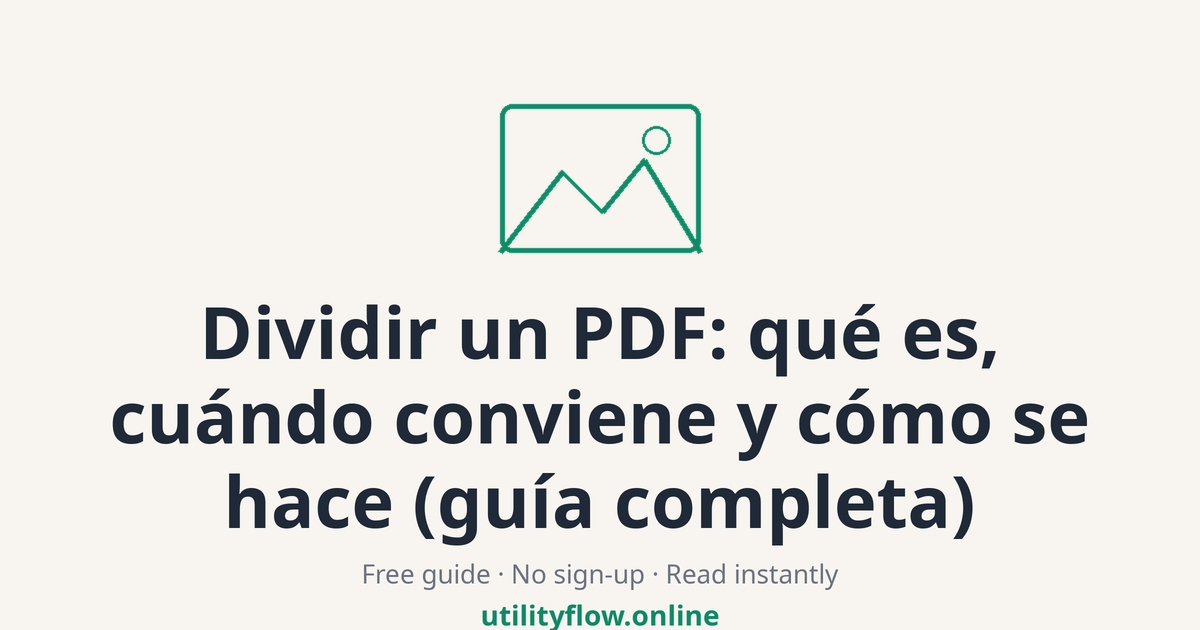 Dividir un PDF: qué es,
cuándo conviene y cómo se
hace (guía completa)
Free guide · No sign-up · Read instantly
utilityflow.online